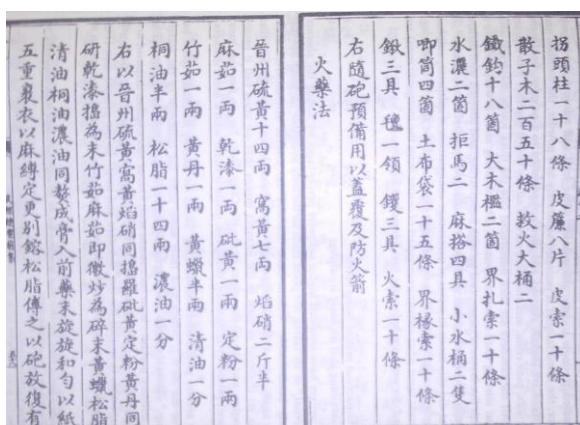 拐頭柱一十八條　皮簾八片　皮索一十條
散子木二百五十條　救火大桶二
鐵鉤十八箇　大木檻二箇　界扎索一十條
水濃二箇　拒馬二　麻搭四具　小水桶二隻
唧筒四箇　土布袋一十五條　界椽索一十條
鍬三具　氊一領　钁三具　火索一十條
右隨砲預備用以蓋覆及防火箭
火藥法
晉州硫黃十四兩　窩黃七兩　焰硝二斤半
麻茹一兩　乾漆一兩　砒黃一兩　定粉一兩
竹茹一兩　黃丹一兩　黃蠟半兩　清油一分
桐油半兩　松脂一十四兩　濃油一分
右以晉州硫黃窩黃焰硝同搗羅砒黃定粉黃丹同
研乾漆搗為末竹茹麻茹即微炒為碎末黃蠟松脂
清油桐油濃油同熬成膏入前藥末旋旋和勻以紙
五重裹衣以麻縛定更別鎔松脂傅之以砲放復有